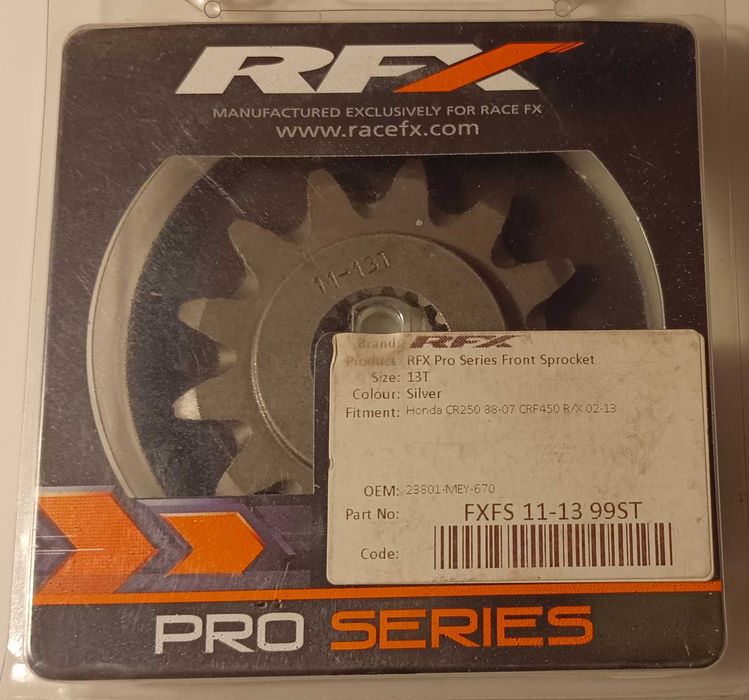 RFX
MANUFACTURED EXCLUSIVELY FOR RACE FX
www.racefx.com
11-13T
Brand: RFX
Product: RFX Pro Series Front Sprocket
Size: 13T
Colour: Silver
Fitment: Honda CR250 88-07 CRF450 R/X 02-13
OEM: 23801-MEY-670
Part No: FXFS 11-13 99ST
Code:
PRO SERIES